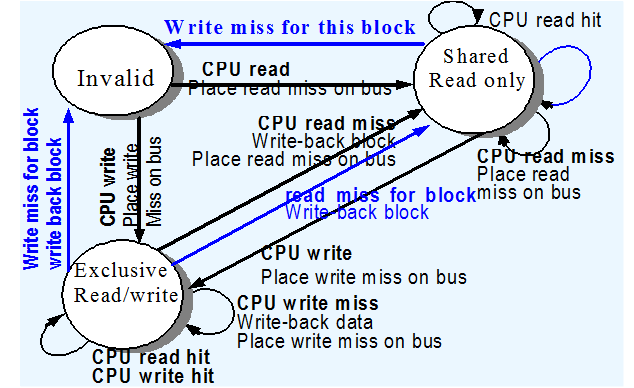 Write miss for this block
CPU read hit
Shared
Read only
Invalid
CPU read
Place read miss on bus
CPU read miss
Write-back block
Place read miss on bus
CPU read miss
Place read
miss on bus
Write miss for block
write back block
CPU write
Place write
Miss on bus
read miss for block
Write-back block
CPU write
Place write miss on bus
Exclusive
Read/write
CPU write miss
Write-back data
Place write miss on bus
CPU read hit
CPU write hit